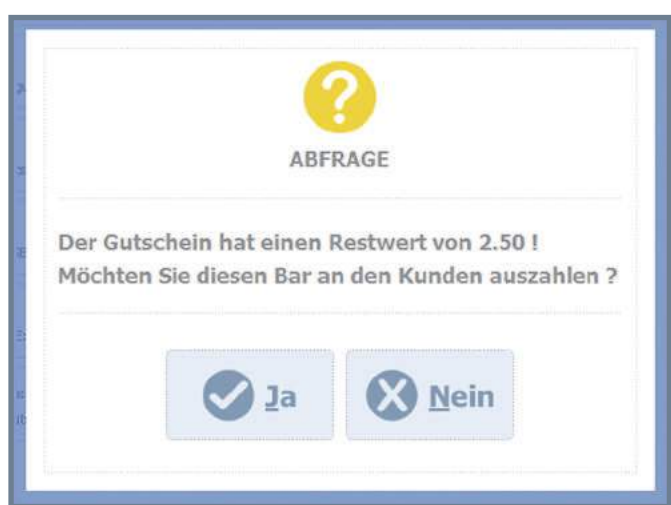 ABFRAGE
Der Gutschein hat einen Restwert von 2.50 !
Möchten Sie diesen Bar an den Kunden auszahlen ?
Ja
Nein